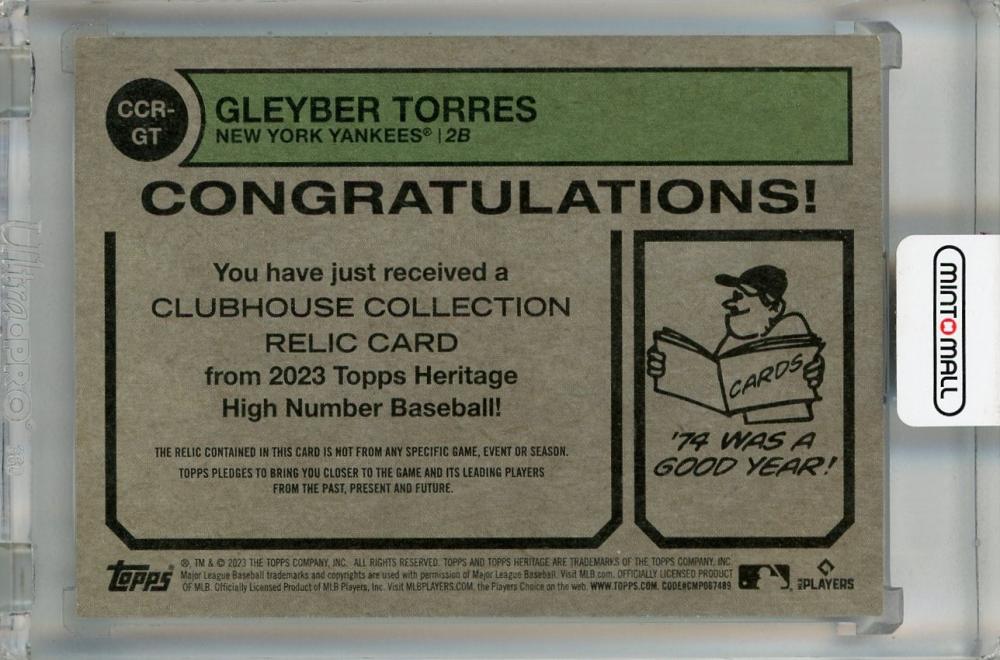 CCR-
GT
GLEYBER TORRES
NEW YORK YANKEES® | 2B
CONGRATULATIONS!
You have just received a
CLUBHOUSE COLLECTION
RELIC CARD
from 2023 Topps Heritage
High Number Baseball!
THE RELIC CONTAINED IN THIS CARD IS NOT FROM ANY SPECIFIC GAME, EVENT OR SEASON.
TOPPS PLEDGES TO BRING YOU CLOSER TO THE GAME AND ITS LEADING PLAYERS
FROM THE PAST, PRESENT AND FUTURE.
CARDS
'74 WAS A
GOOD YEAR!
topps
®, TM & © 2023 THE TOPPS COMPANY, INC. ALL RIGHTS RESERVED. TOPPS AND TOPPS HERITAGE ARE TRADEMARKS OF THE TOPPS COMPANY, INC.
Major League Baseball trademarks and copyrights are used with permission of Major League Baseball. Visit MLB.com. OFFICIALLY LICENSED PRODUCT
OF MLB. Officially Licensed Product of MLB Players, Inc. Visit MLBPLAYERS.COM, the Players Choice on the web. WWW.TOPPS.COM. CODE#CMP087489
MLB PLAYERS
UltraPRO
MINT MALL